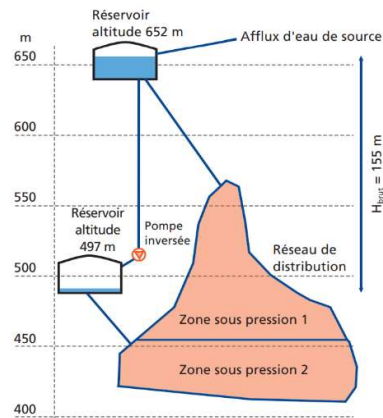 Réservoir
altitude 652 m
Afflux d'eau de source
m
650
600
550
500
450
400
H_brut = 155 m
Réservoir
altitude
497 m
Pompe
inversée
Réseau de
distribution
Zone sous pression 1
Zone sous pression 2